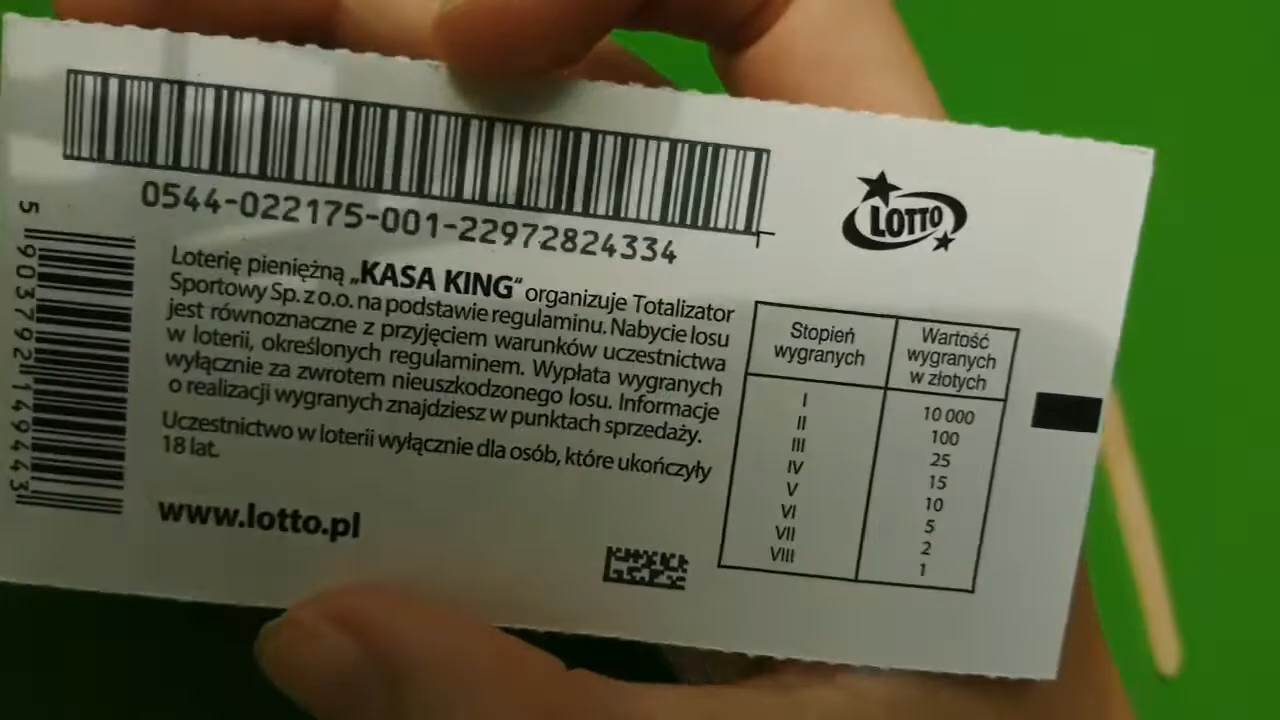 0544-022175-001-22972824334
LOTTO
5 903792 149443
Loterię pieniężną „KASA KING“ organizuje Totalizator
Sportowy Sp. z o.o. na podstawie regulaminu. Nabycie losu
jest równoznaczne z przyjęciem warunków uczestnictwa
w loterii, określonych regulaminem. Wypłata wygranych
wyłącznie za zwrotem nieuszkodzonego losu. Informacje
o realizacji wygranych znajdziesz w punktach sprzedaży.
Uczestnictwo w loterii wyłącznie dla osób, które ukończyły
18 lat.
www.lotto.pl
Stopień wygranych
Wartość wygranych w złotych
I 10 000
II 100
III 25
IV 15
V 10
VI 5
VII 2
VIII 1